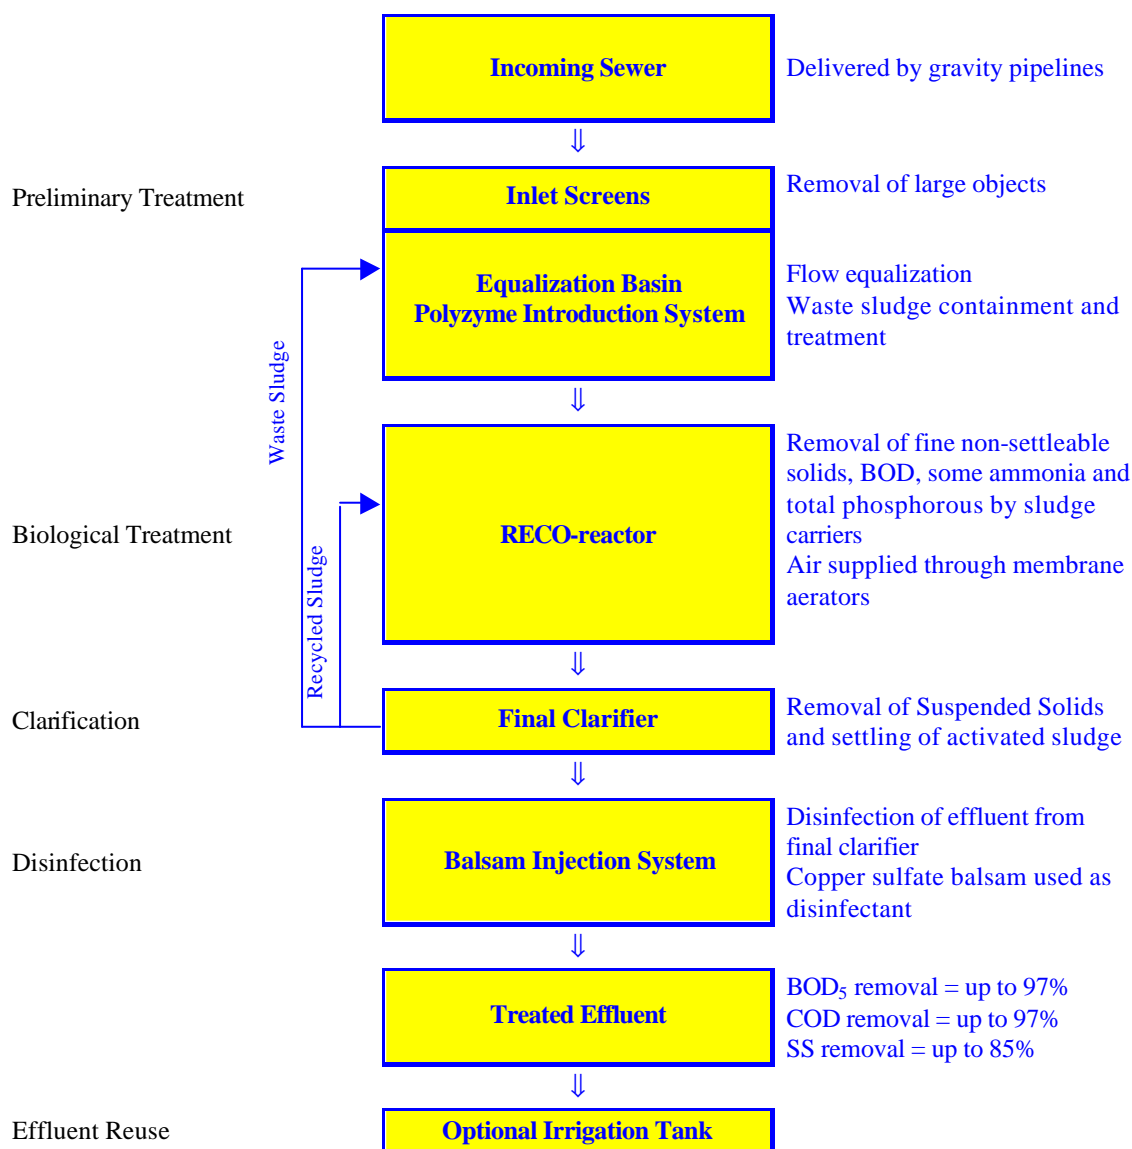 Incoming Sewer
Delivered by gravity pipelines
⇓
Preliminary Treatment
Inlet Screens
Removal of large objects
Equalization Basin
Polyzyme Introduction System
Flow equalization
Waste sludge containment and
treatment
Waste Sludge
⇓
Biological Treatment
RECO-reactor
Removal of fine non-settleable
solids, BOD, some ammonia and
total phosphorous by sludge
carriers
Air supplied through membrane
aerators
Recycled Sludge
⇓
Clarification
Final Clarifier
Removal of Suspended Solids
and settling of activated sludge
⇓
Disinfection
Balsam Injection System
Disinfection of effluent from
final clarifier
Copper sulfate balsam used as
disinfectant
⇓
Treated Effluent
BOD₅ removal = up to 97%
COD removal = up to 97%
SS removal = up to 85%
⇓
Effluent Reuse
Optional Irrigation Tank